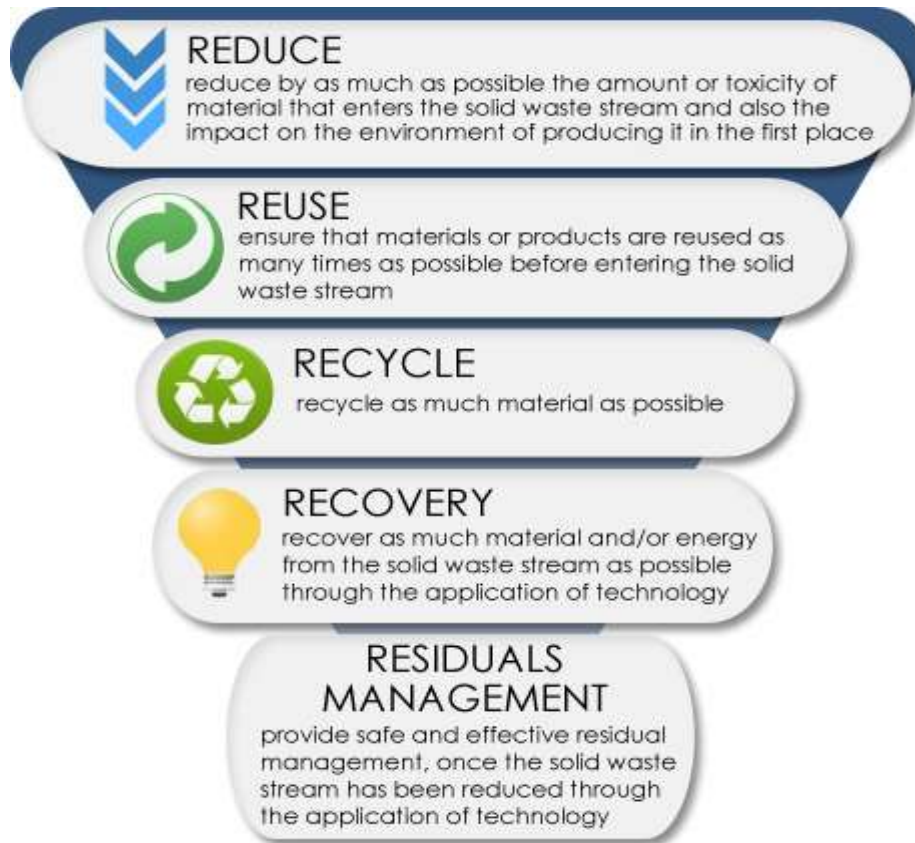 REDUCE
reduce by as much as possible the amount or toxicity of
material that enters the solid waste stream and also the
impact on the environment of producing it in the first place
REUSE
ensure that materials or products are reused as
many times as possible before entering the solid
waste stream
RECYCLE
recycle as much material as possible
RECOVERY
recover as much material and/or energy
from the solid waste stream as possible
through the application of technology
RESIDUALS
MANAGEMENT
provide safe and effective residual
management, once the solid waste
stream has been reduced through
the application of technology